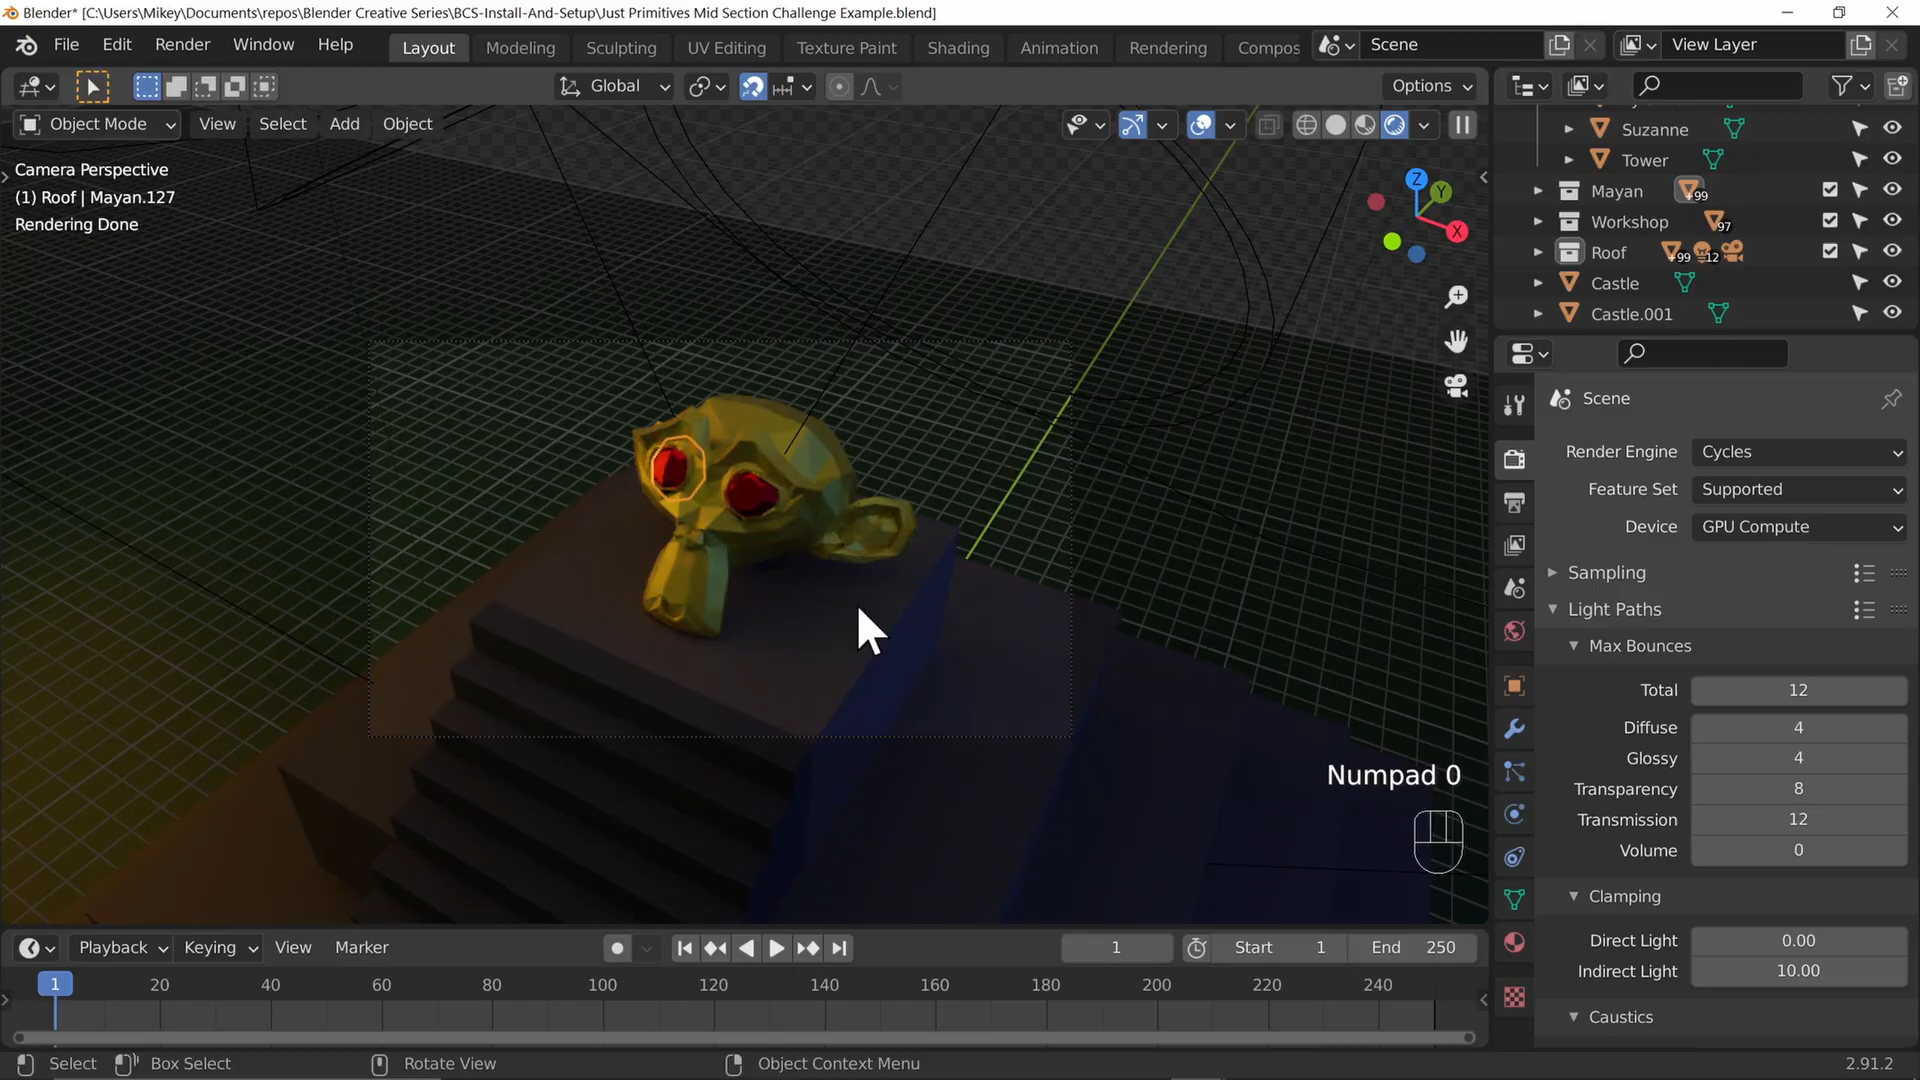 Blender* [C:\Users\Mikey\Documents\repos\Blender Creative Series\BCS-Install-And-Setup\Just Primitives Mid Section Challenge Example.blend]
File Edit Render Window Help
Layout Modeling Sculpting UV Editing Texture Paint Shading Animation Rendering Compos
Scene
View Layer
Global
Options
Object Mode View Select Add Object
Camera Perspective
(1) Roof | Mayan.127
Rendering Done
Z
Y
X
Numpad 0
Suzanne
Tower
Mayan +99
Workshop 97
Roof +99 12
Castle
Castle.001
Scene
Render Engine Cycles
Feature Set Supported
Device GPU Compute
Sampling
Light Paths
Max Bounces
Total 12
Diffuse 4
Glossy 4
Transparency 8
Transmission 12
Volume 0
Clamping
Direct Light 0.00
Indirect Light 10.00
Caustics
Playback Keying View Marker
1 Start 1 End 250
1 20 40 60 80 100 120 140 160 180 200 220 240
Select Box Select Rotate View Object Context Menu 2.91.2